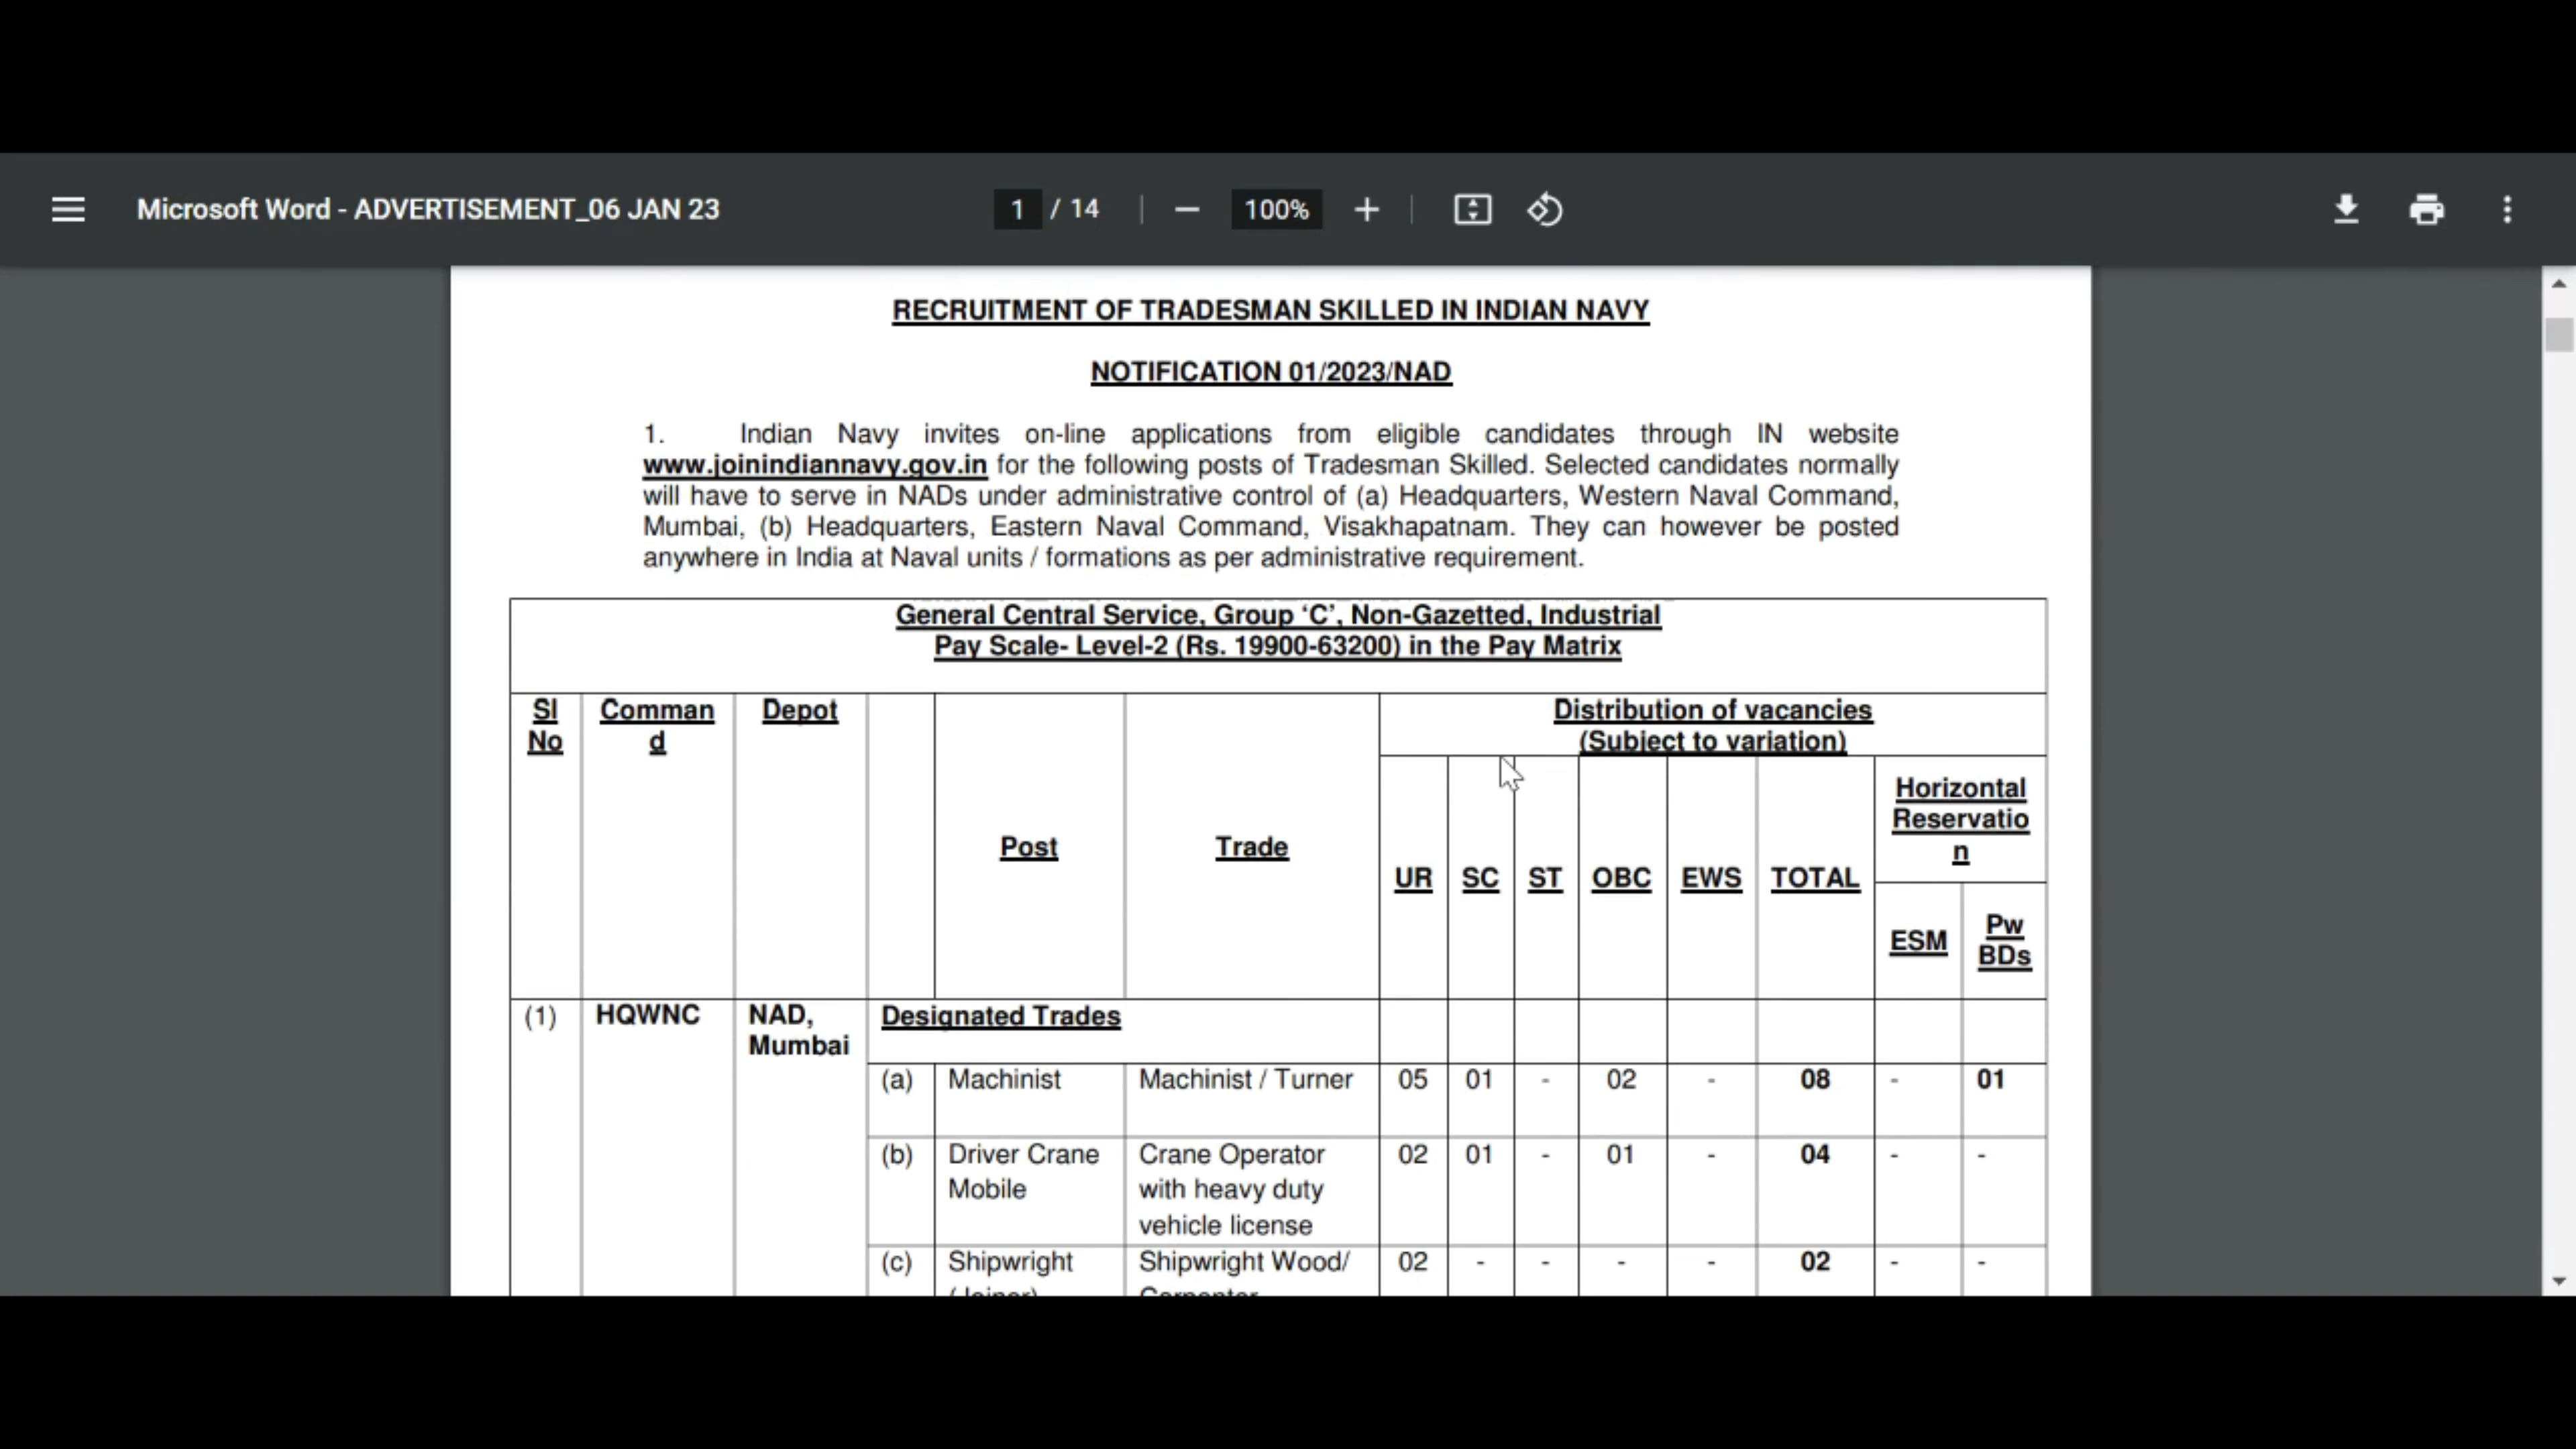 Microsoft Word - ADVERTISEMENT_06 JAN 23
1 / 14
100%
RECRUITMENT OF TRADESMAN SKILLED IN INDIAN NAVY
NOTIFICATION 01/2023/NAD
1. Indian Navy invites on-line applications from eligible candidates through IN website
www.joinindiannavy.gov.in for the following posts of Tradesman Skilled. Selected candidates normally
will have to serve in NADs under administrative control of (a) Headquarters, Western Naval Command,
Mumbai, (b) Headquarters, Eastern Naval Command, Visakhapatnam. They can however be posted
anywhere in India at Naval units / formations as per administrative requirement.
General Central Service, Group ‘C’, Non-Gazetted, Industrial
Pay Scale- Level-2 (Rs. 19900-63200) in the Pay Matrix
Sl No Comman d Depot Post Trade Distribution of vacancies
(Subject to variation)
UR SC ST OBC EWS TOTAL Horizontal
Reservatio
n
ESM Pw
BDs
(1) HQWNC NAD, Designated Trades
Mumbai
(a) Machinist Machinist / Turner 05 01 - 02 - 08 - 01
(b) Driver Crane Crane Operator 02 01 - 01 - 04 - -
Mobile with heavy duty
vehicle license
(c) Shipwright Shipwright Wood/ 02 - - - - 02 - -
(Joiner) Carpenter